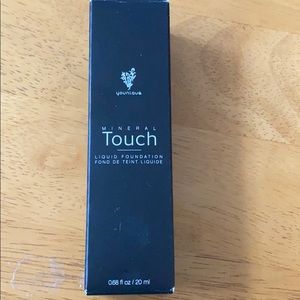 younique
MINERAL
Touch
LIQUID FOUNDATION
FOND DE TEINT LIQUIDE
0.68 fl oz / 20 ml